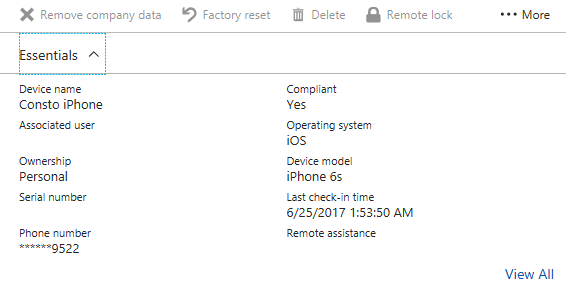 Remove company data Factory reset Delete Remote lock ··· More
Essentials
Device name Compliant
Consto iPhone Yes
Associated user Operating system
iOS
Ownership Device model
Personal iPhone 6s
Serial number Last check-in time
6/25/2017 1:53:50 AM
Phone number Remote assistance
******9522
View All